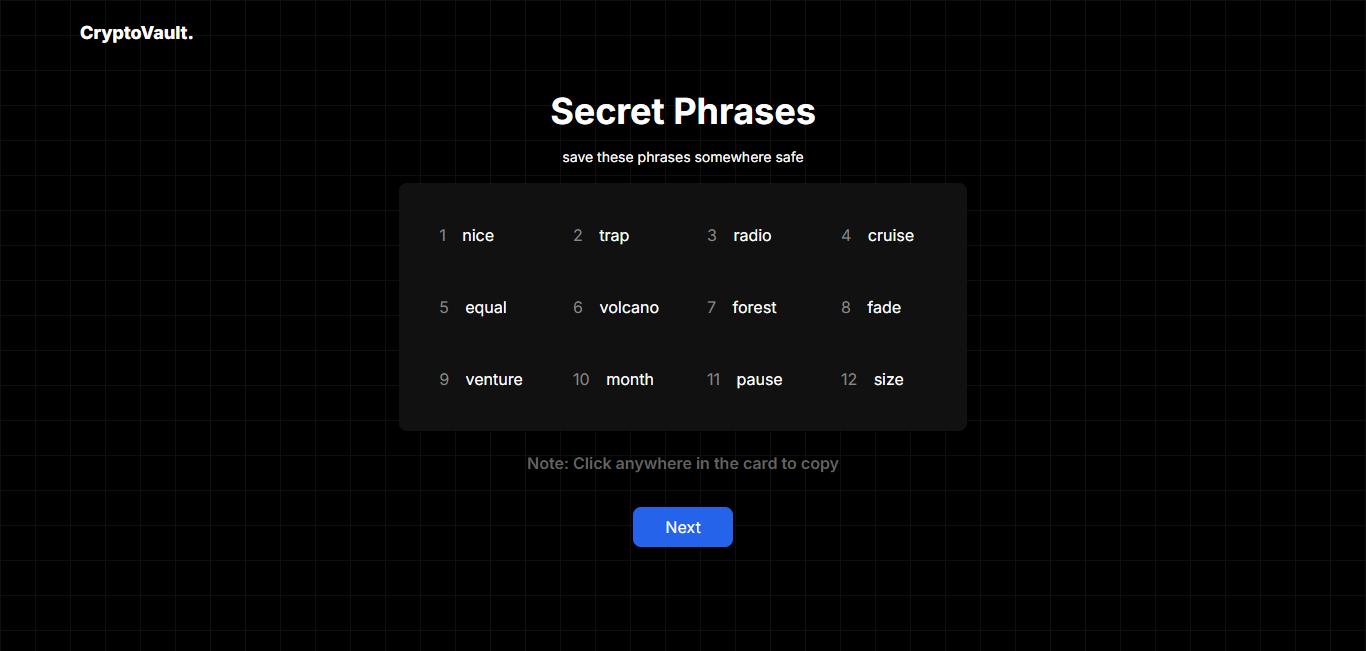 CryptoVault.
Secret Phrases
save these phrases somewhere safe
1 nice 2 trap 3 radio 4 cruise
5 equal 6 volcano 7 forest 8 fade
9 venture 10 month 11 pause 12 size
Note: Click anywhere in the card to copy
Next